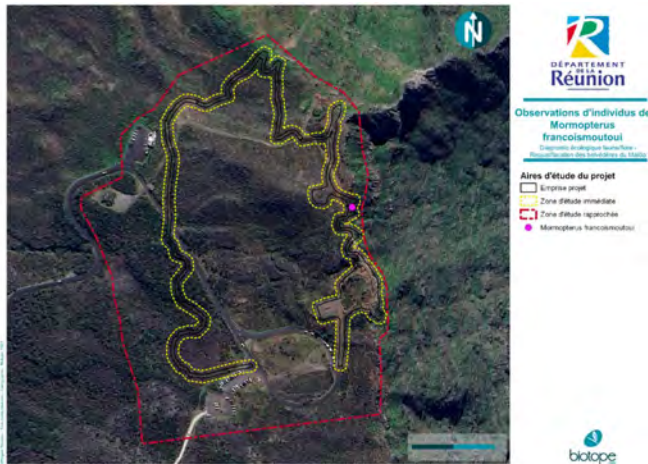 N
DÉPARTEMENT
DE LA
Réunion
Observations d'individus de
Mormopterus
francoismoutoui
Diagnostic écologique faune/flore -
Requalification des belvédères du Maïdo
Aires d'étude du projet
Emprise projet
Zone d'étude immédiate
Zone d'étude rapprochée
Mormopterus francoismoutoui
biotope